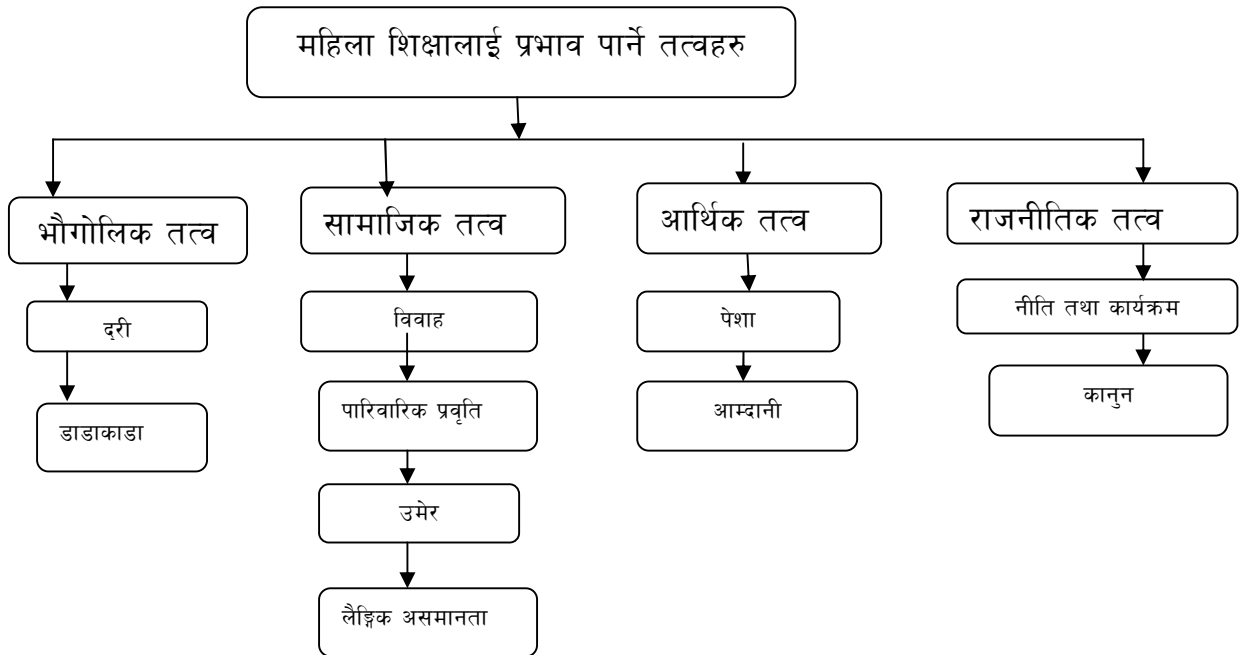 महिला शिक्षालाई प्रभाव पार्ने तत्वहरु
भौगोलिक तत्व
सामाजिक तत्व
आर्थिक तत्व
राजनीतिक तत्व
दूरी
विवाह
पेशा
नीति तथा कार्यक्रम
डाडाकाडा
पारिवारिक प्रवृति
आम्दानी
कानुन
उमेर
लैङ्गिक असमानता